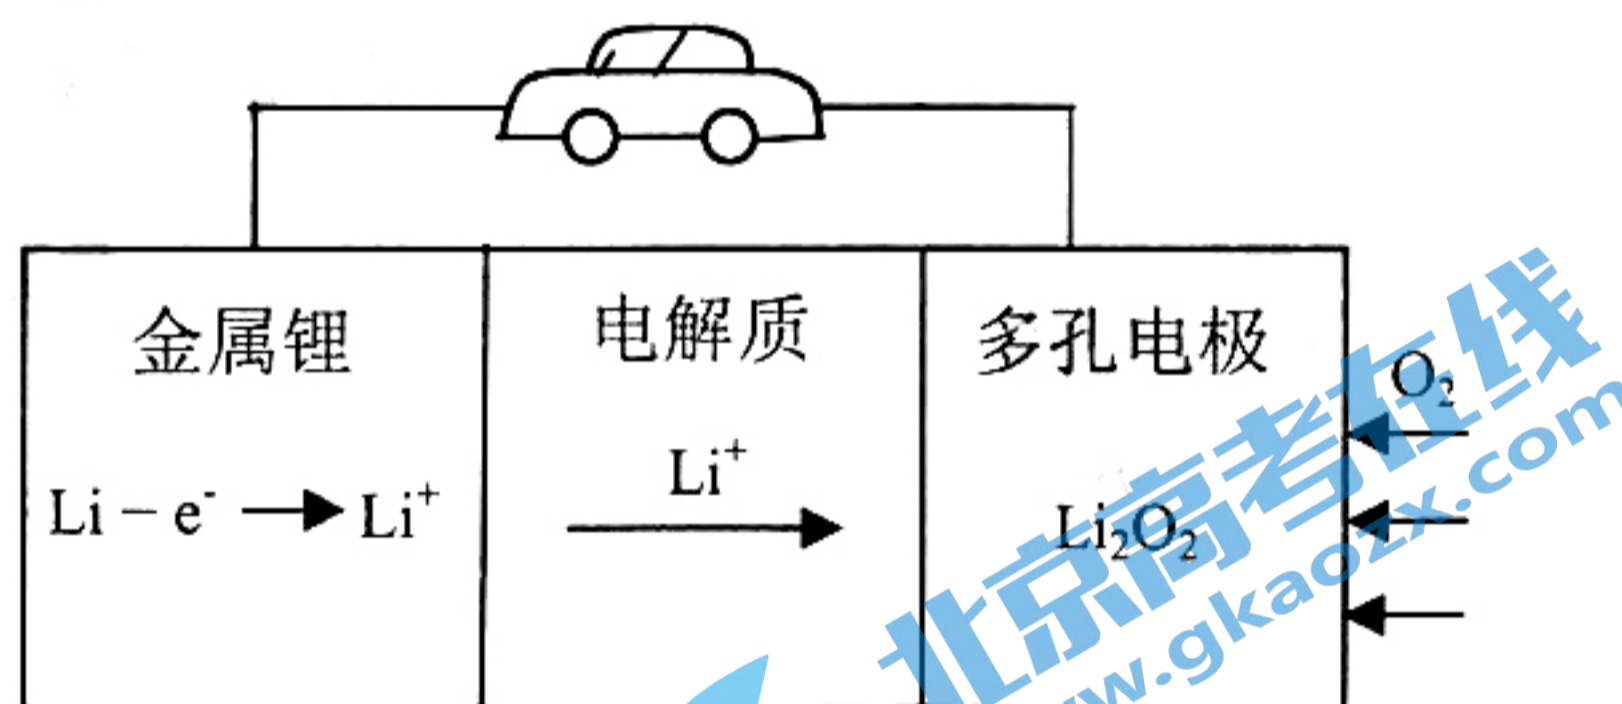 金属锂
电解质
多孔电极
O₂
Li – e⁻ → Li⁺
Li⁺
Li₂O₂
北京高考在线
w.gkaozx.com